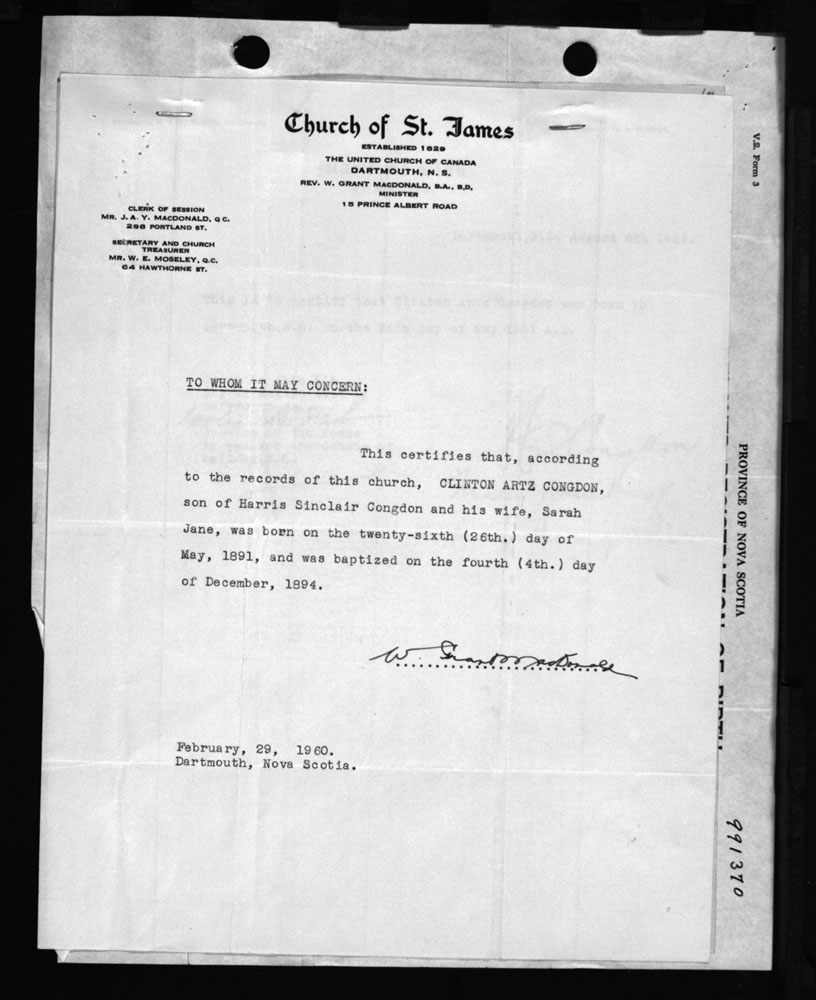 Church of St. James
ESTABLISHED 1829
THE UNITED CHURCH OF CANADA
DARTMOUTH, N. S.
REV. W. GRANT MACDONALD, B.A., B.D,
MINISTER
15 PRINCE ALBERT ROAD
CLERK OF SESSION
MR. J. A. Y. MACDONALD, Q C.
298 PORTLAND ST.
SECRETARY AND CHURCH
TREASURER
MR. W. E. MOSELEY, Q.C.
64 HAWTHORNE ST.
TO WHOM IT MAY CONCERN:
This certifies that, according
to the records of this church, CLINTON ARTZ CONGDON,
son of Harris Sinclair Congdon and his wife, Sarah
Jane, was born on the twenty-sixth (26th.) day of
May, 1891, and was baptized on the fourth (4th.) day
of December, 1894.
W. Grant MacDonald
February, 29, 1960.
Dartmouth, Nova Scotia.
V.S. Form 3
PROVINCE OF NOVA SCOTIA
OF BIRTH
991370